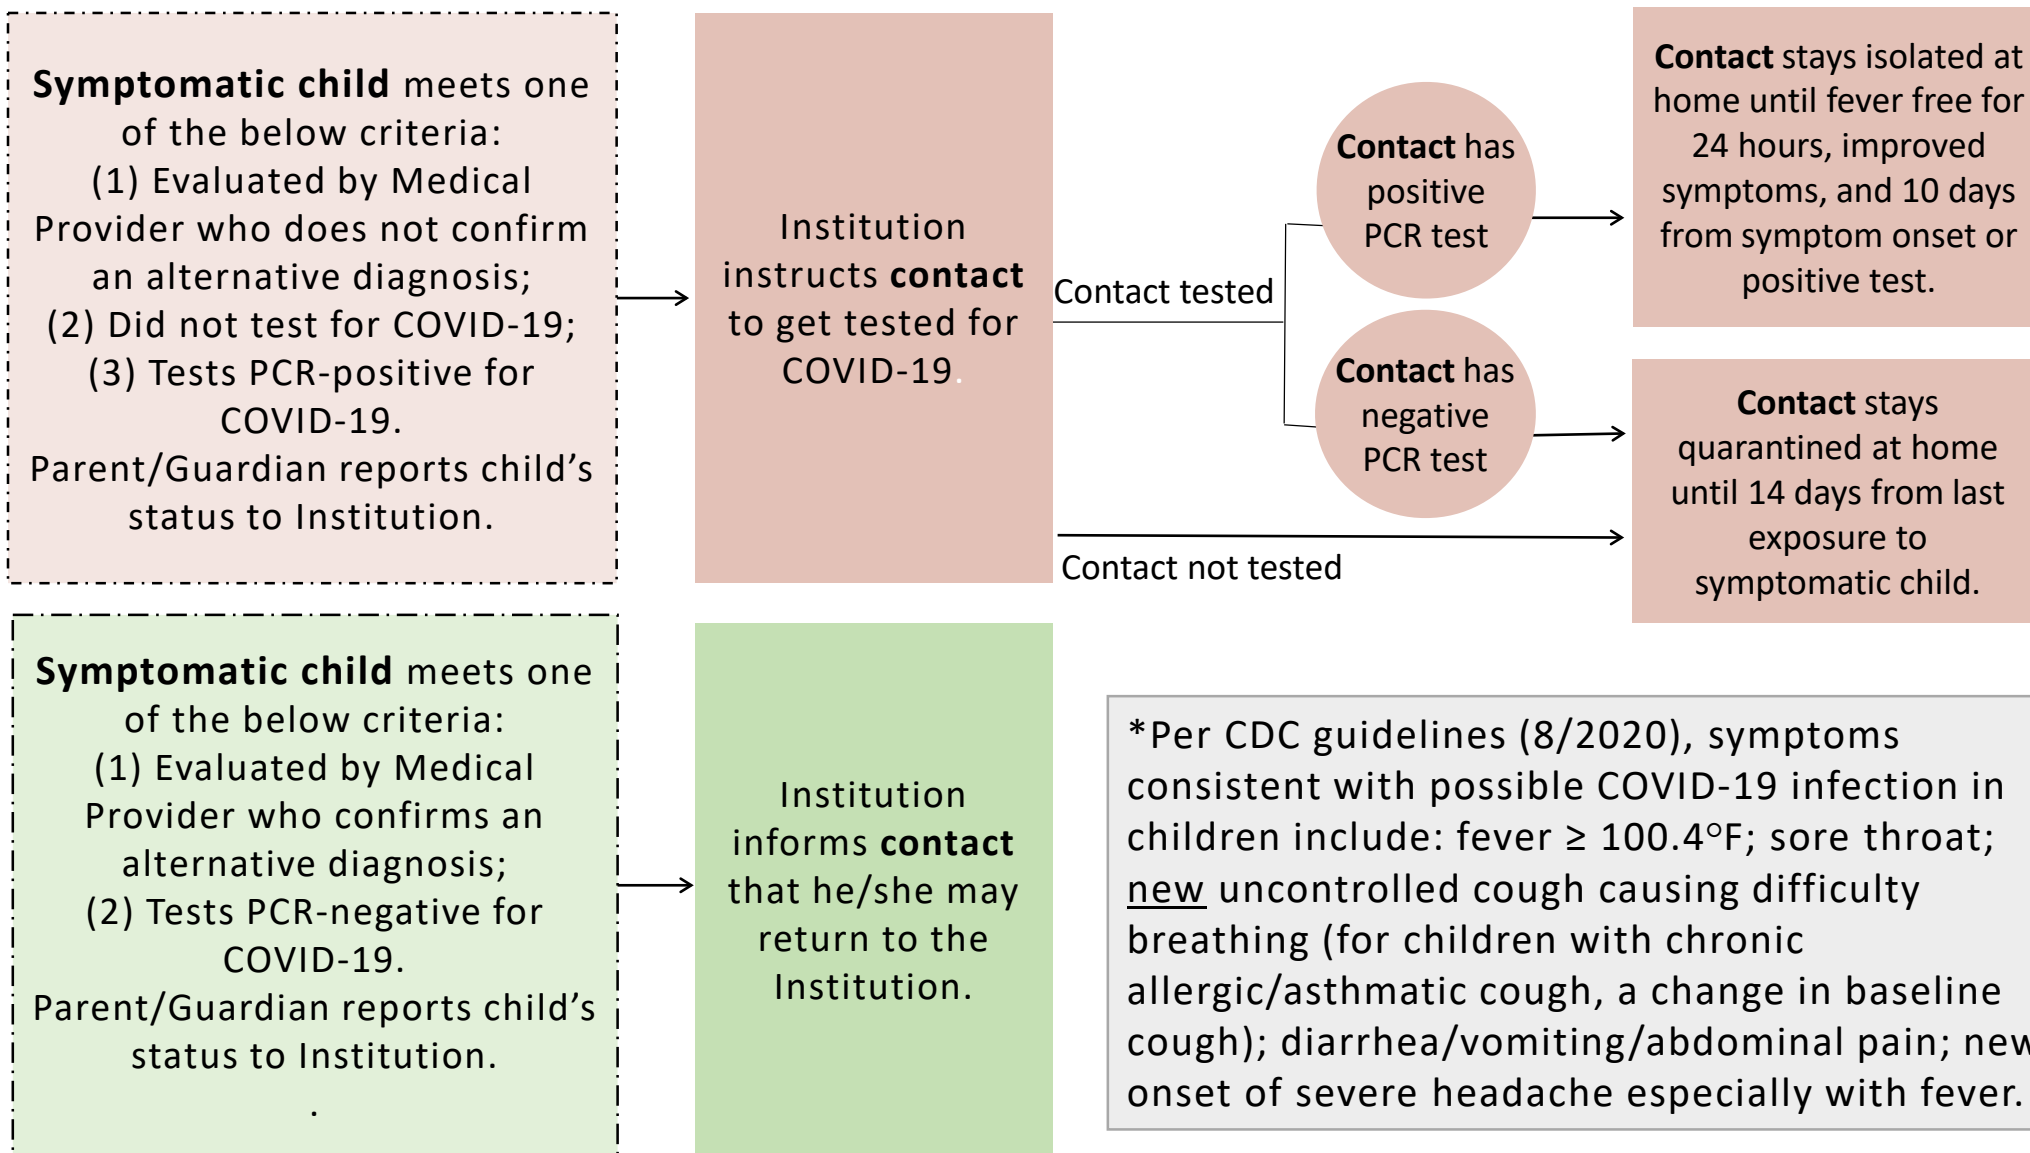 Symptomatic child meets one
of the below criteria:
(1) Evaluated by Medical
Provider who does not confirm
an alternative diagnosis;
(2) Did not test for COVID-19;
(3) Tests PCR-positive for
COVID-19.
Parent/Guardian reports child's
status to Institution.
Institution
instructs contact
to get tested for
COVID-19.
Contact tested
Contact has
positive
PCR test
Contact stays isolated at
home until fever free for
24 hours, improved
symptoms, and 10 days
from symptom onset or
positive test.
Contact has
negative
PCR test
Contact stays
quarantined at home
until 14 days from last
exposure to
symptomatic child.
Contact not tested
Symptomatic child meets one
of the below criteria:
(1) Evaluated by Medical
Provider who confirms an
alternative diagnosis;
(2) Tests PCR-negative for
COVID-19.
Parent/Guardian reports child's
status to Institution.
.
Institution
informs contact
that he/she may
return to the
Institution.
*Per CDC guidelines (8/2020), symptoms
consistent with possible COVID-19 infection in
children include: fever ≥ 100.4°F; sore throat;
new uncontrolled cough causing difficulty
breathing (for children with chronic
allergic/asthmatic cough, a change in baseline
cough); diarrhea/vomiting/abdominal pain; new
onset of severe headache especially with fever.